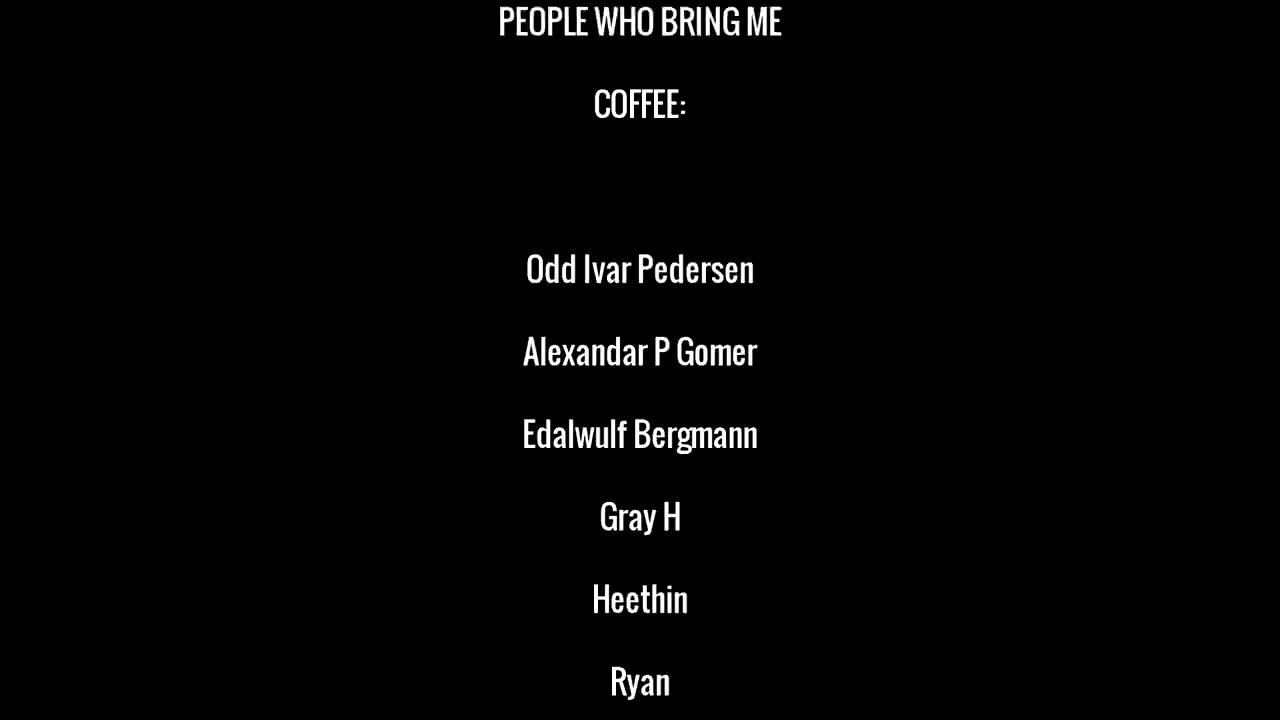 PEOPLE WHO BRING ME
COFFEE:
Odd Ivar Pedersen
Alexandar P Gomer
Edalwulf Bergmann
Gray H
Heethin
Ryan